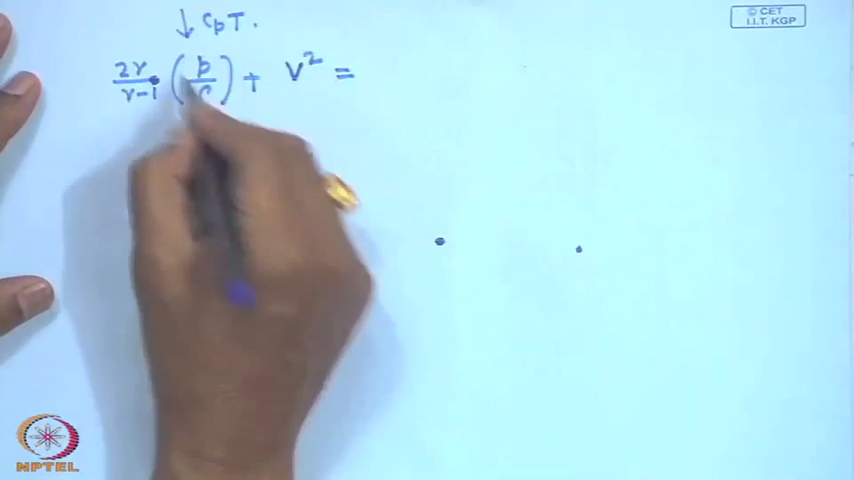 ↓ CpT.
2γ/γ-1 (p/ρ) + V² =
© CET
I.I.T. KGP
NPTEL